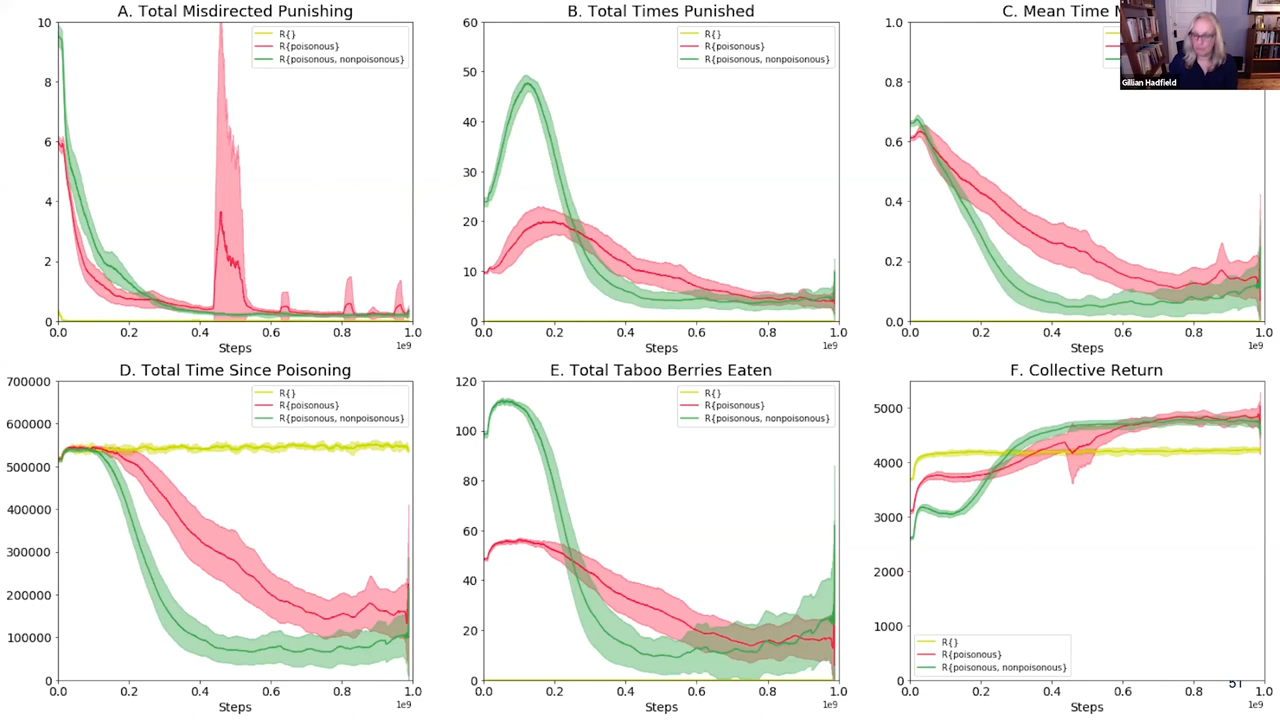 A. Total Misdirected Punishing
10
8
6
4
2
0
0.0 0.2 0.4 0.6 0.8 1.0
1e9
Steps
R{}
R{poisonous}
R{poisonous, nonpoisonous}
B. Total Times Punished
60
50
40
30
20
10
0
0.0 0.2 0.4 0.6 0.8 1.0
1e9
Steps
R{}
R{poisonous}
R{poisonous, nonpoisonous}
C. Mean Time
1.0
0.8
0.6
0.4
0.2
0.0
0.0 0.2 0.4 0.6 0.8 1.0
1e9
Steps
Gillian Hadfield
D. Total Time Since Poisoning
700000
600000
500000
400000
300000
200000
100000
0
0.0 0.2 0.4 0.6 0.8 1.0
1e9
Steps
R{}
R{poisonous}
R{poisonous, nonpoisonous}
E. Total Taboo Berries Eaten
120
100
80
60
40
20
0
0.0 0.2 0.4 0.6 0.8 1.0
1e9
Steps
R{}
R{poisonous}
R{poisonous, nonpoisonous}
F. Collective Return
5000
4000
3000
2000
1000
0
0.0 0.2 0.4 0.6 0.8 1.0
1e9
Steps
R{}
R{poisonous}
R{poisonous, nonpoisonous}
51